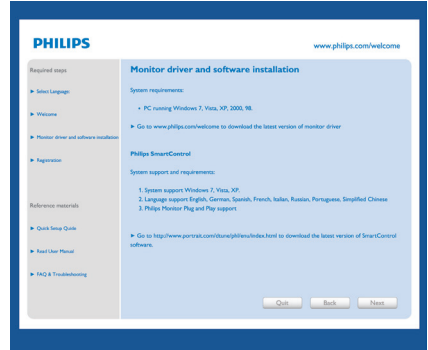 PHILIPS
www.philips.com/welcome
Required steps
► Select Language:
► Welcome
► Monitor driver and software installation
► Registration
Reference materials
► Quick Setup Quide
► Read User Manual
► FAQ & Troubleshooting
Monitor driver and software installation
System requirements:
PC running Windows 7, Vista, XP, 2000, 98.
► Go to www.philips.com/welcome to download the latest version of monitor driver
Philips SmartControl
System support and requirements:
1. System support Windows 7, Vista, XP.
2. Language support English, German, Spanish, French, Italian, Russian, Portuguese, Simplified Chinese
3. Philips Monitor Plug and Play support
► Go to http://www.portrait.com/dtune/phl/enu/index.html to download the latest version of SmartControl
software.
Quit
Back
Next